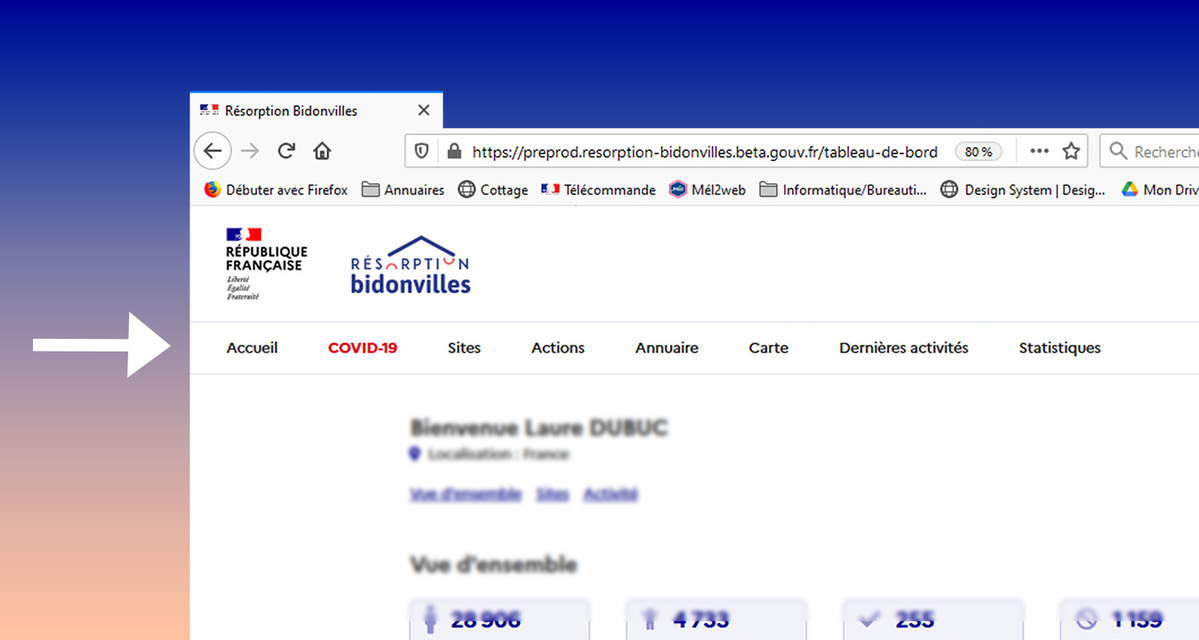 Résorption Bidonvilles
https://preprod.resorption-bidonvilles.beta.gouv.fr/tableau-de-bord 80 % Recherche
Débuter avec Firefox Annuaires Cottage Télécommande Mél2web Informatique/Bureauti... Design System | Desig... Mon Driv
RÉPUBLIQUE
FRANÇAISE
Liberté
Égalité
Fraternité
RÉSORPTION
bidonvilles
Accueil COVID-19 Sites Actions Annuaire Carte Dernières activités Statistiques
Bienvenue Laure DUBUC
Localisation : France
Vue d'ensemble Sites Activité
Vue d'ensemble
28 906 4 733 255 1 159